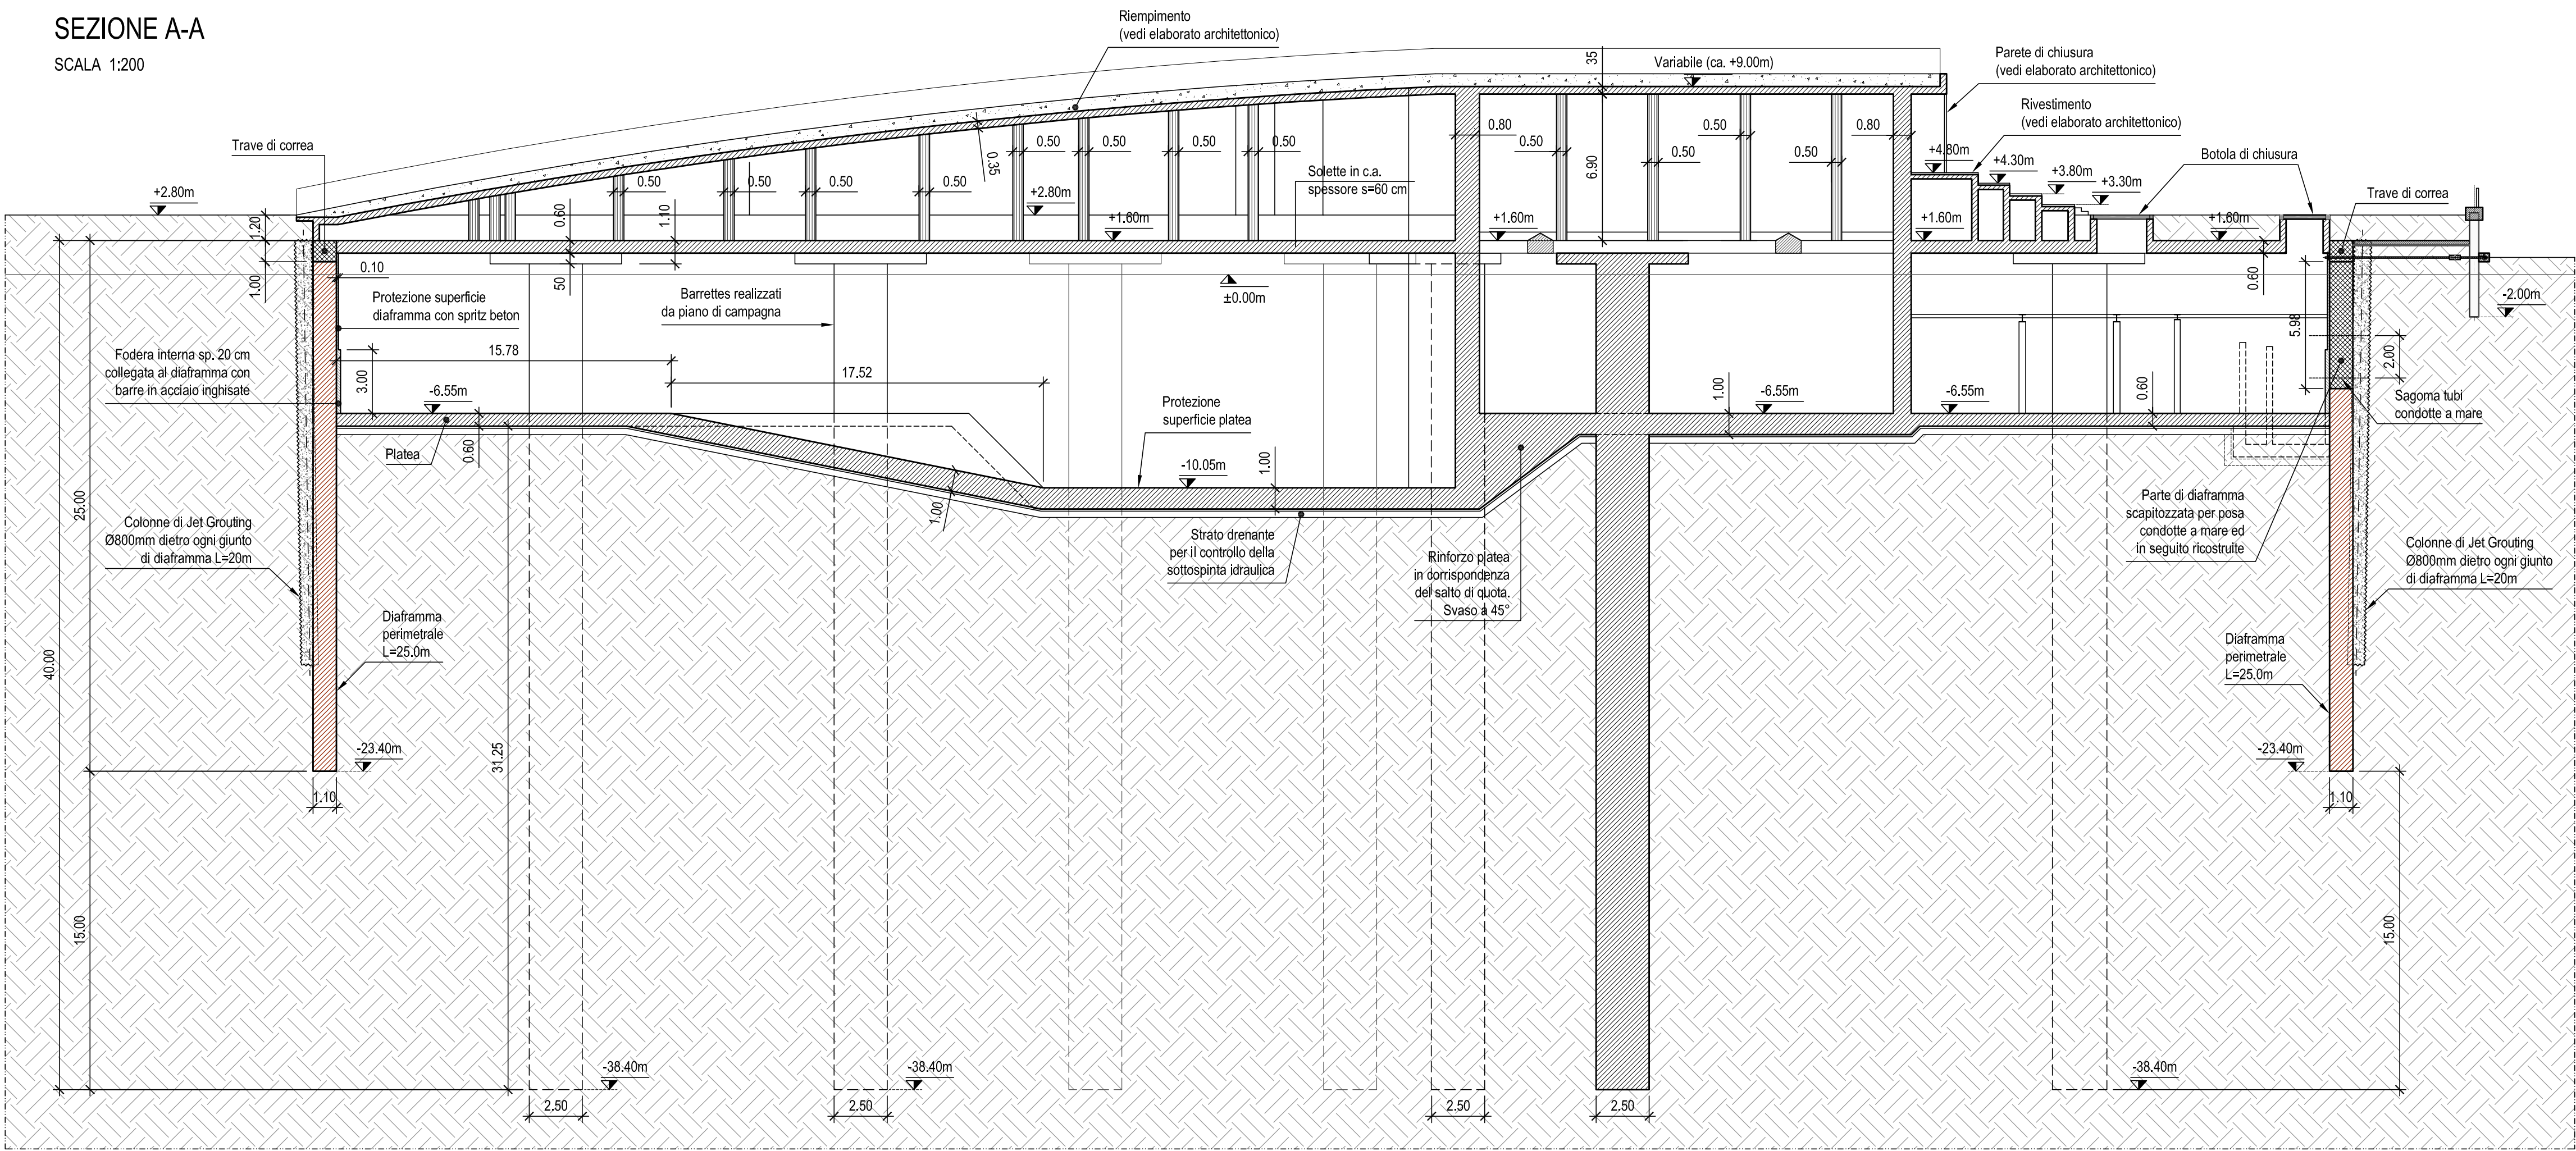 SEZIONE A-A
SCALA 1:200
Riempimento
(vedi elaborato architettonico)
35
Variabile (ca. +9.00m)
Parete di chiusura
(vedi elaborato architettonico)
Rivestimento
(vedi elaborato architettonico)
Trave di correa
0.50
0.50
0.50
0.50
0.35
0.50
0.50
0.50
0.50
Solette in c.a.
spessore s=60 cm
0.80
0.50
6.90
0.50
0.50
0.50
0.80
+4.80m
+4.30m
+3.80m
+3.30m
Botola di chiusura
Trave di correa
+2.80m
1.20
0.60
1.10
+2.80m
+1.60m
+1.60m
+1.60m
+1.60m
1.00
0.10
50
±0.00m
0.60
-2.00m
Protezione superficie
diaframma con spritz beton
Barrettes realizzati
da piano di campagna
5.98
2.00
Fodera interna sp. 20 cm
collegata al diaframma con
barre in acciaio inghisate
3.00
15.78
17.52
-6.55m
0.60
Platea
Protezione
superficie platea
1.00
-6.55m
-6.55m
0.60
Sagoma tubi
condotte a mare
-10.05m
1.00
1.00
25.00
Colonne di Jet Grouting
Ø800mm dietro ogni giunto
di diaframma L=20m
Strato drenante
per il controllo della
sottospinta idraulica
Rinforzo platea
in corrispondenza
del salto di quota.
Svaso a 45°
Parte di diaframma
scapitozzata per posa
condotte a mare ed
in seguito ricostruite
Colonne di Jet Grouting
Ø800mm dietro ogni giunto
di diaframma L=20m
40.00
Diaframma
perimetrale
L=25.0m
Diaframma
perimetrale
L=25.0m
31.25
-23.40m
-23.40m
1.10
1.10
15.00
15.00
-38.40m
-38.40m
-38.40m
2.50
2.50
2.50
2.50